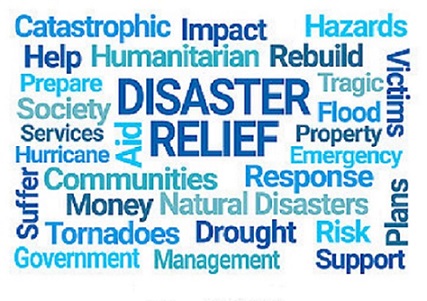 Catastrophic Impact Hazards
Help Humanitarian Rebuild
Victims
Prepare DISASTER Tragic
Society Flood
Services Aid RELIEF Property
Hurricane Emergency
Suffer Communities Response
Money Natural Disasters Plans
Tornadoes Drought Risk
Government Management Support